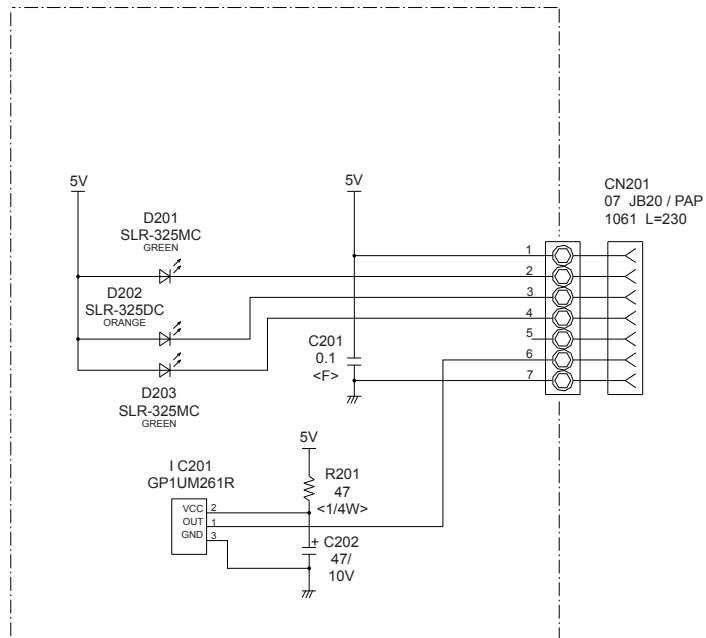 5V
5V
CN201
07 JB20 / PAP
1061 L=230
D201
SLR-325MC
GREEN
1
2
D202
SLR-325DC
ORANGE
3
4
5
6
7
C201
0.1
<F>
D203
SLR-325MC
GREEN
5V
I C201
GP1UM261R
R201
47
<1/4W>
VCC 2
OUT 1
GND 3
+ C202
47/
10V